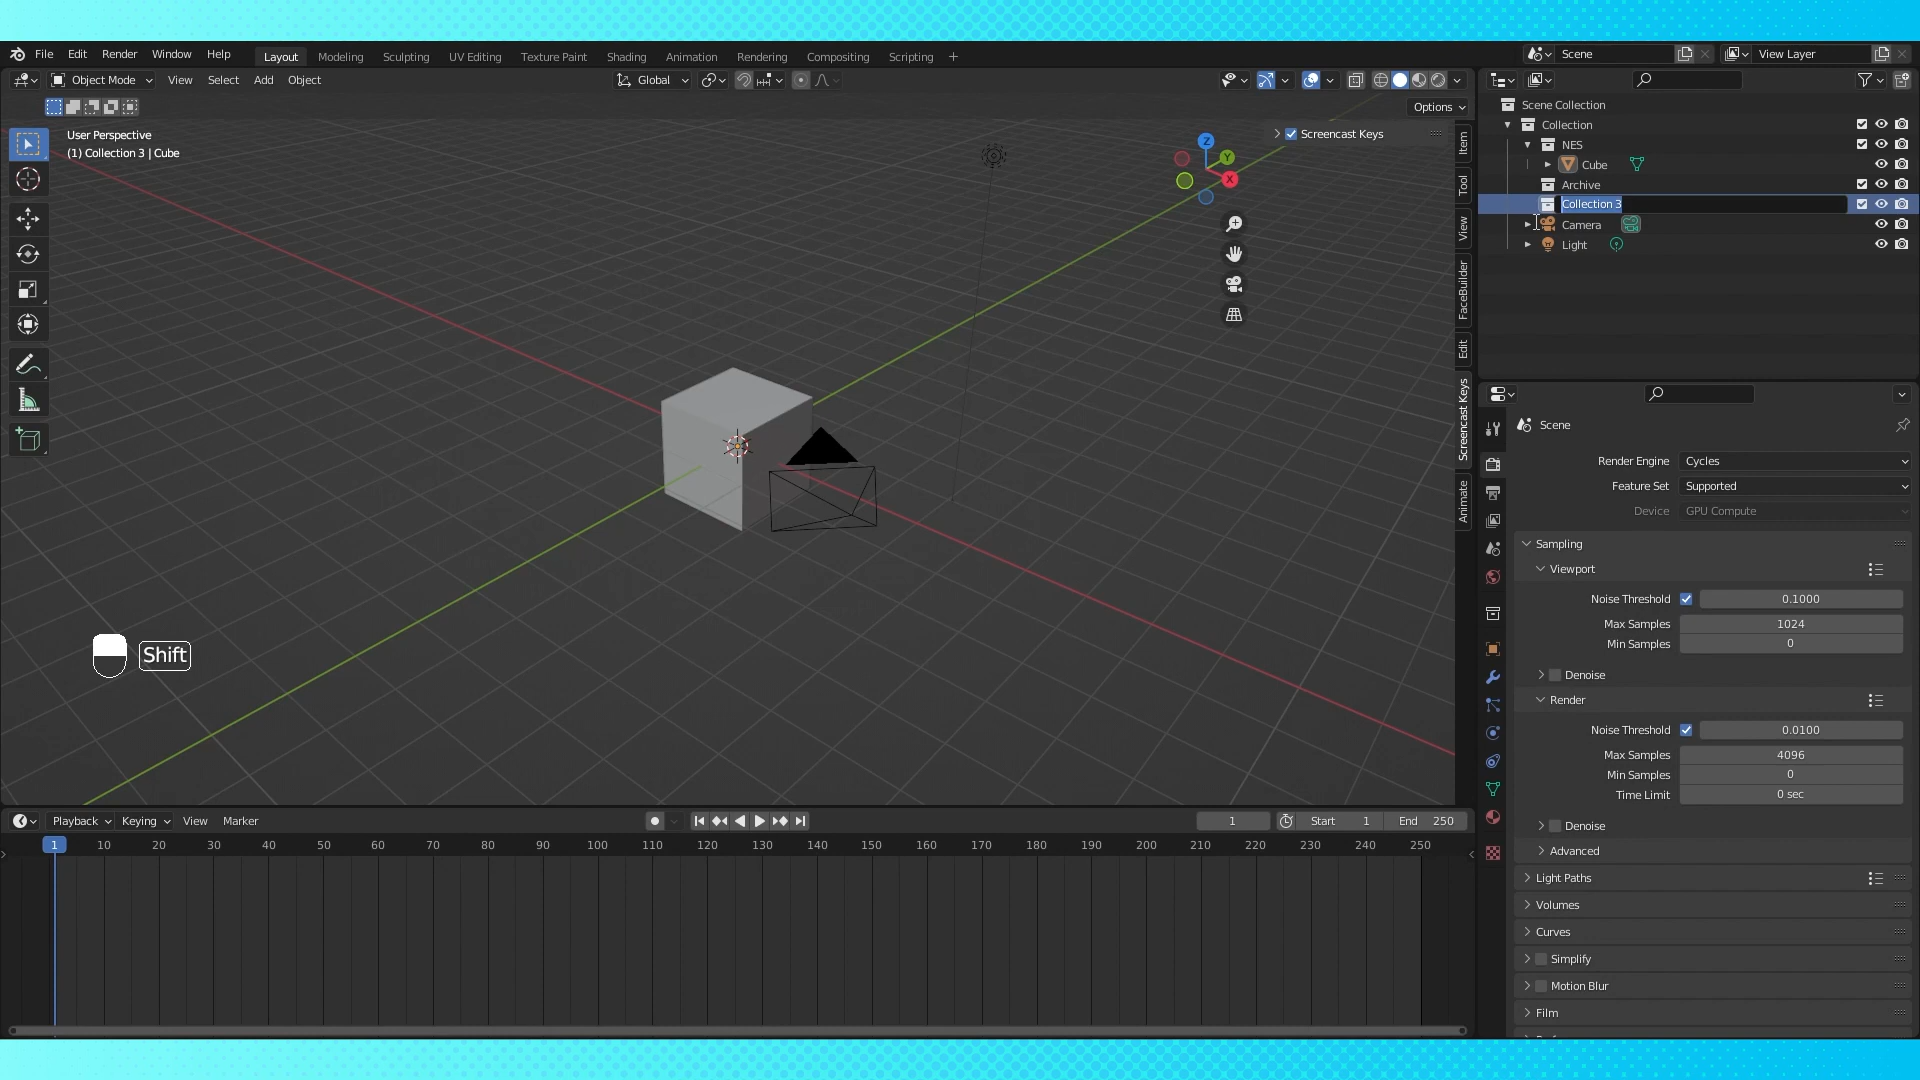 File Edit Render Window Help Layout Modeling Sculpting UV Editing Texture Paint Shading Animation Rendering Compositing Scripting + Scene View Layer
Object Mode View Select Add Object Global
Options
User Perspective
(1) Collection 3 | Cube
Screencast Keys
Z
Y
X
Item
Tool
View
FaceBuilder
Edit
Screencast Keys
Animate
Shift
Scene Collection
Collection
NES
Cube
Archive
Collection 3
Camera
Light
Scene
Render Engine Cycles
Feature Set Supported
Device GPU Compute
Sampling
Viewport
Noise Threshold 0.1000
Max Samples 1024
Min Samples 0
Denoise
Render
Noise Threshold 0.0100
Max Samples 4096
Min Samples 0
Time Limit 0 sec
Denoise
Advanced
Light Paths
Volumes
Curves
Simplify
Motion Blur
Film
Playback Keying View Marker 1 Start 1 End 250
1 10 20 30 40 50 60 70 80 90 100 110 120 130 140 150 160 170 180 190 200 210 220 230 240 250